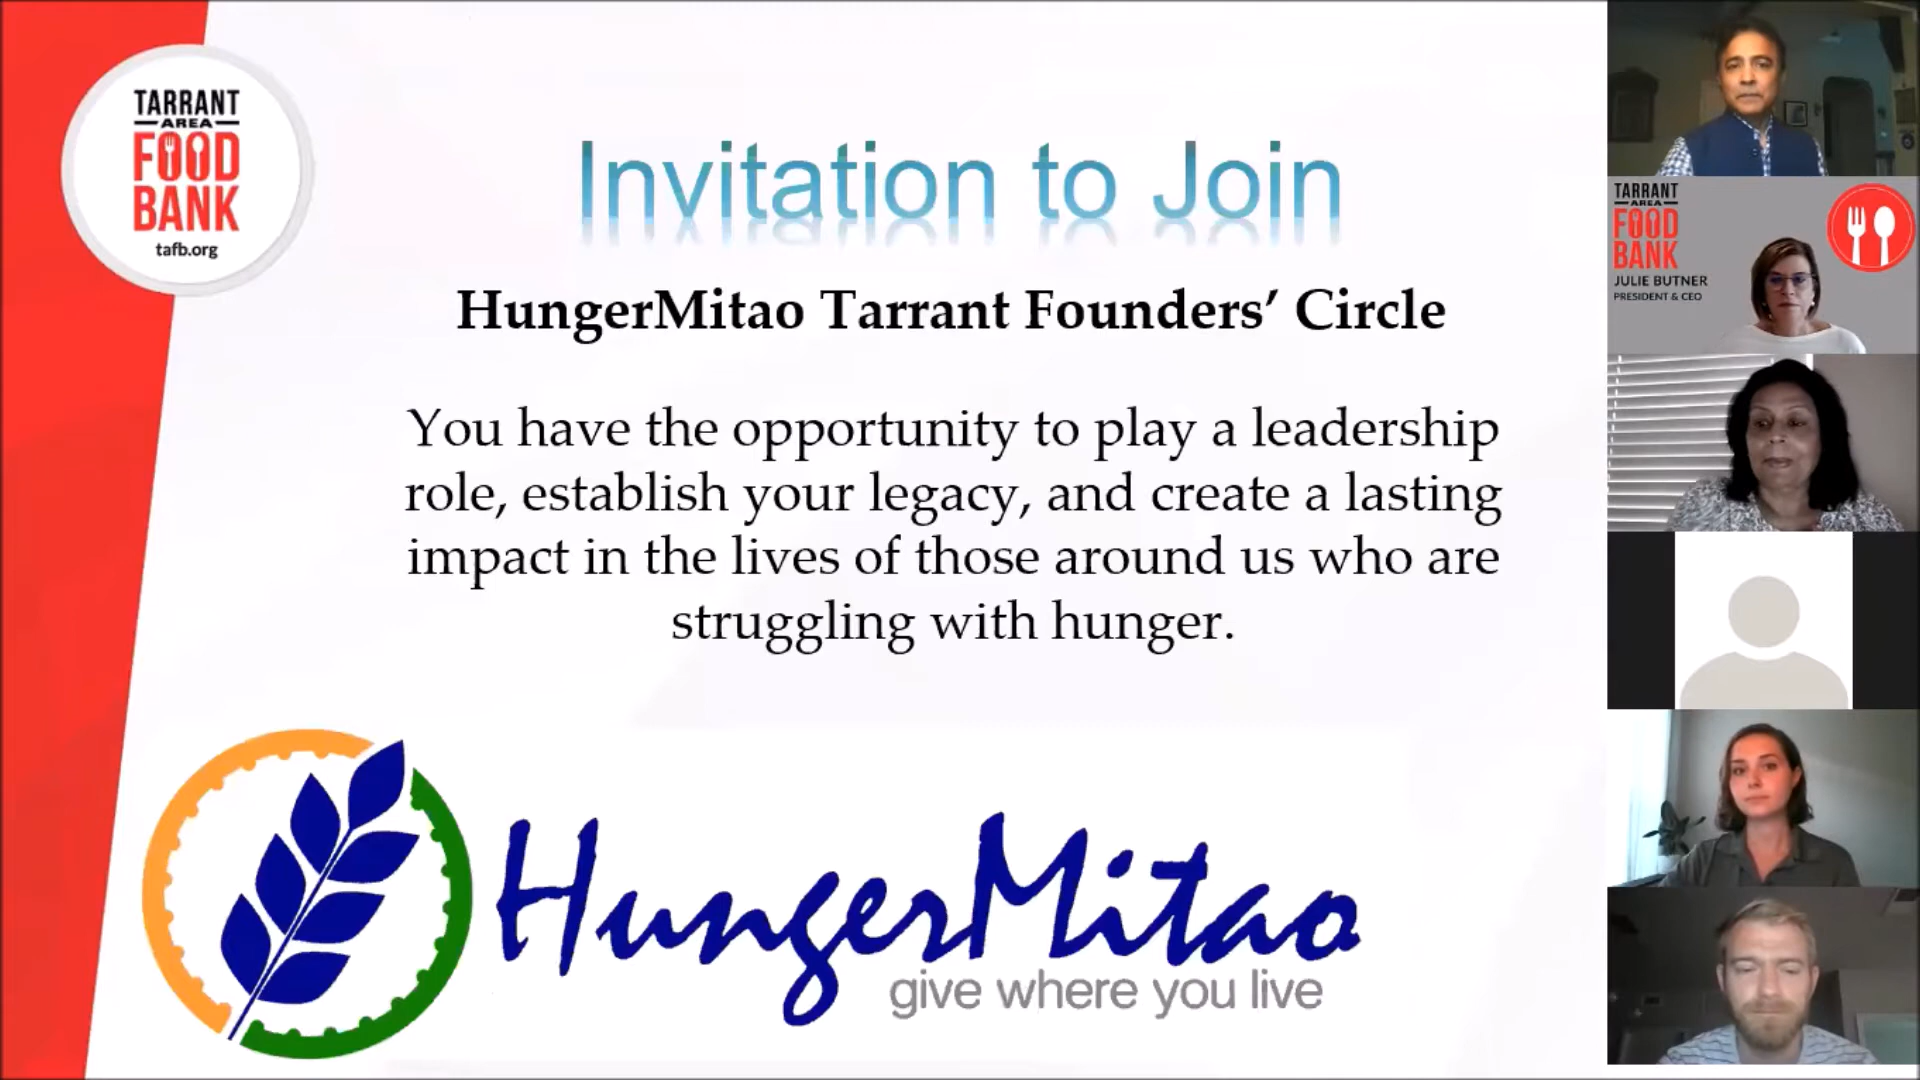 TARRANT
AREA
FOOD
BANK
tafb.org
Invitation to Join
HungerMitao Tarrant Founders’ Circle
You have the opportunity to play a leadership
role, establish your legacy, and create a lasting
impact in the lives of those around us who are
struggling with hunger.
HungerMitao
give where you live
TARRANT
AREA
FOOD
BANK
JULIE BUTNER
PRESIDENT & CEO